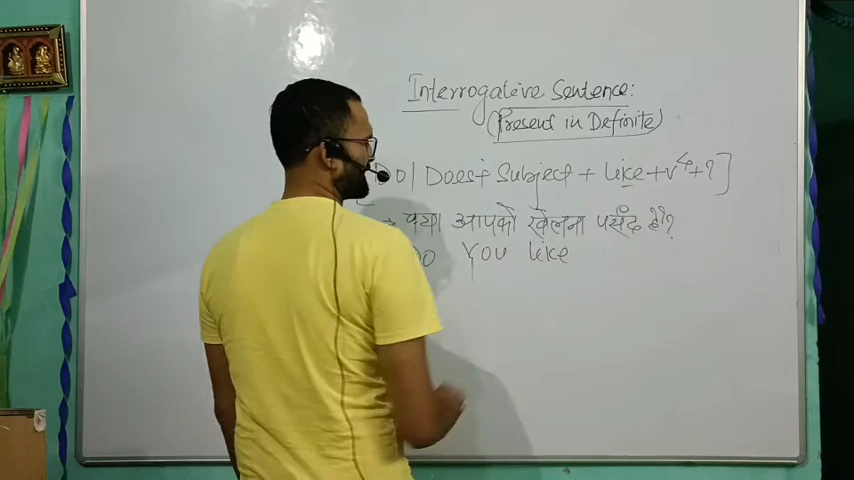 Interrogative Sentence:
(Present in Definite)
Do | Does + Subject + Like + V⁴ + ?]
क्या आपको खेलना पसंद है?
Do You Like